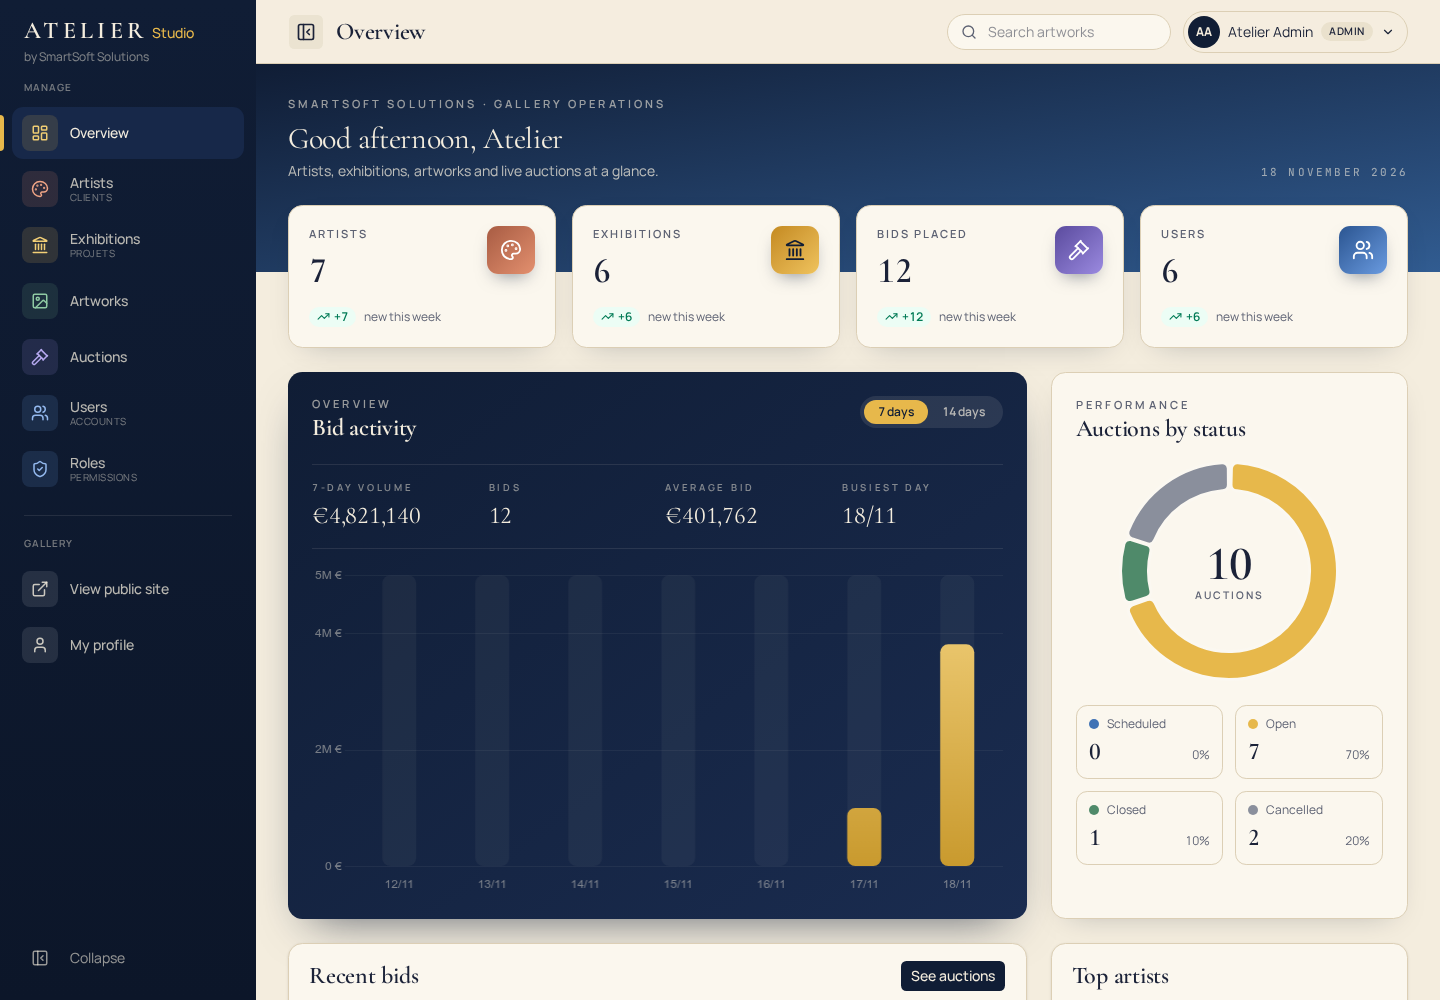 ATELIER Studio
by SmartSoft Solutions
MANAGE
Overview
Artists
CLIENTS
Exhibitions
PROJETS
Artworks
Auctions
Users
ACCOUNTS
Roles
PERMISSIONS
GALLERY
View public site
My profile
Collapse
Overview
Search artworks
AA Atelier Admin ADMIN
SMARTSOFT SOLUTIONS · GALLERY OPERATIONS
Good afternoon, Atelier
Artists, exhibitions, artworks and live auctions at a glance.
18 NOVEMBER 2026
ARTISTS
7
+7 new this week
EXHIBITIONS
6
+6 new this week
BIDS PLACED
12
+12 new this week
USERS
6
+6 new this week
OVERVIEW
Bid activity
7 days 14 days
7-DAY VOLUME
€4,821,140
BIDS
12
AVERAGE BID
€401,762
BUSIEST DAY
18/11
5M €
4M €
2M €
0 €
12/11 13/11 14/11 15/11 16/11 17/11 18/11
PERFORMANCE
Auctions by status
10
AUCTIONS
Scheduled
0 0%
Open
7 70%
Closed
1 10%
Cancelled
2 20%
Recent bids
See auctions
Top artists